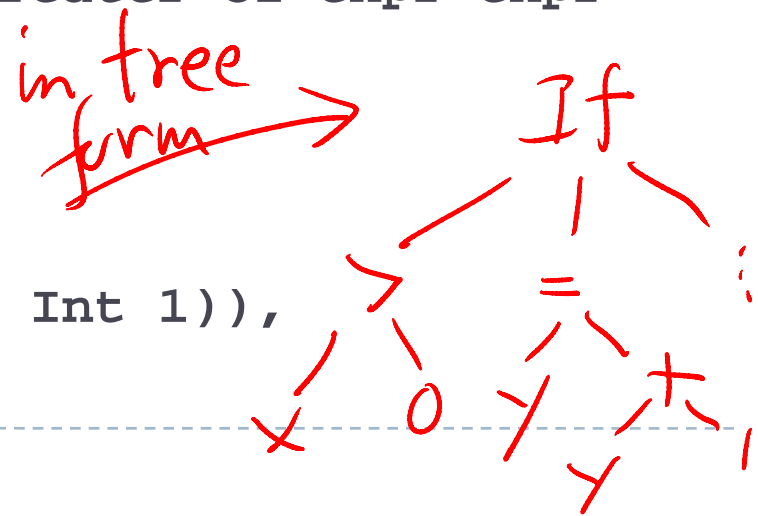 in tree
form
If
> = :
Int 1)),
x 0 y +
y 1